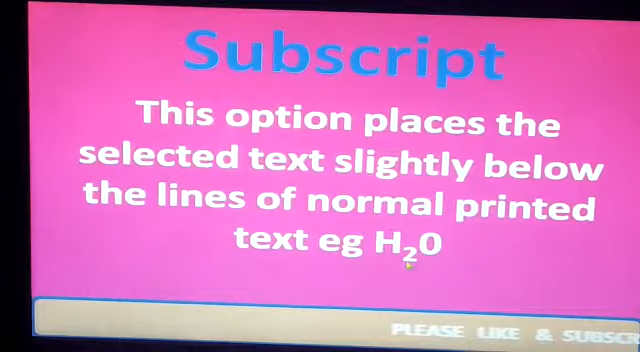 Subscript
This option places the
selected text slightly below
the lines of normal printed
text eg H₂0
PLEASE LIKE & SUBSCR